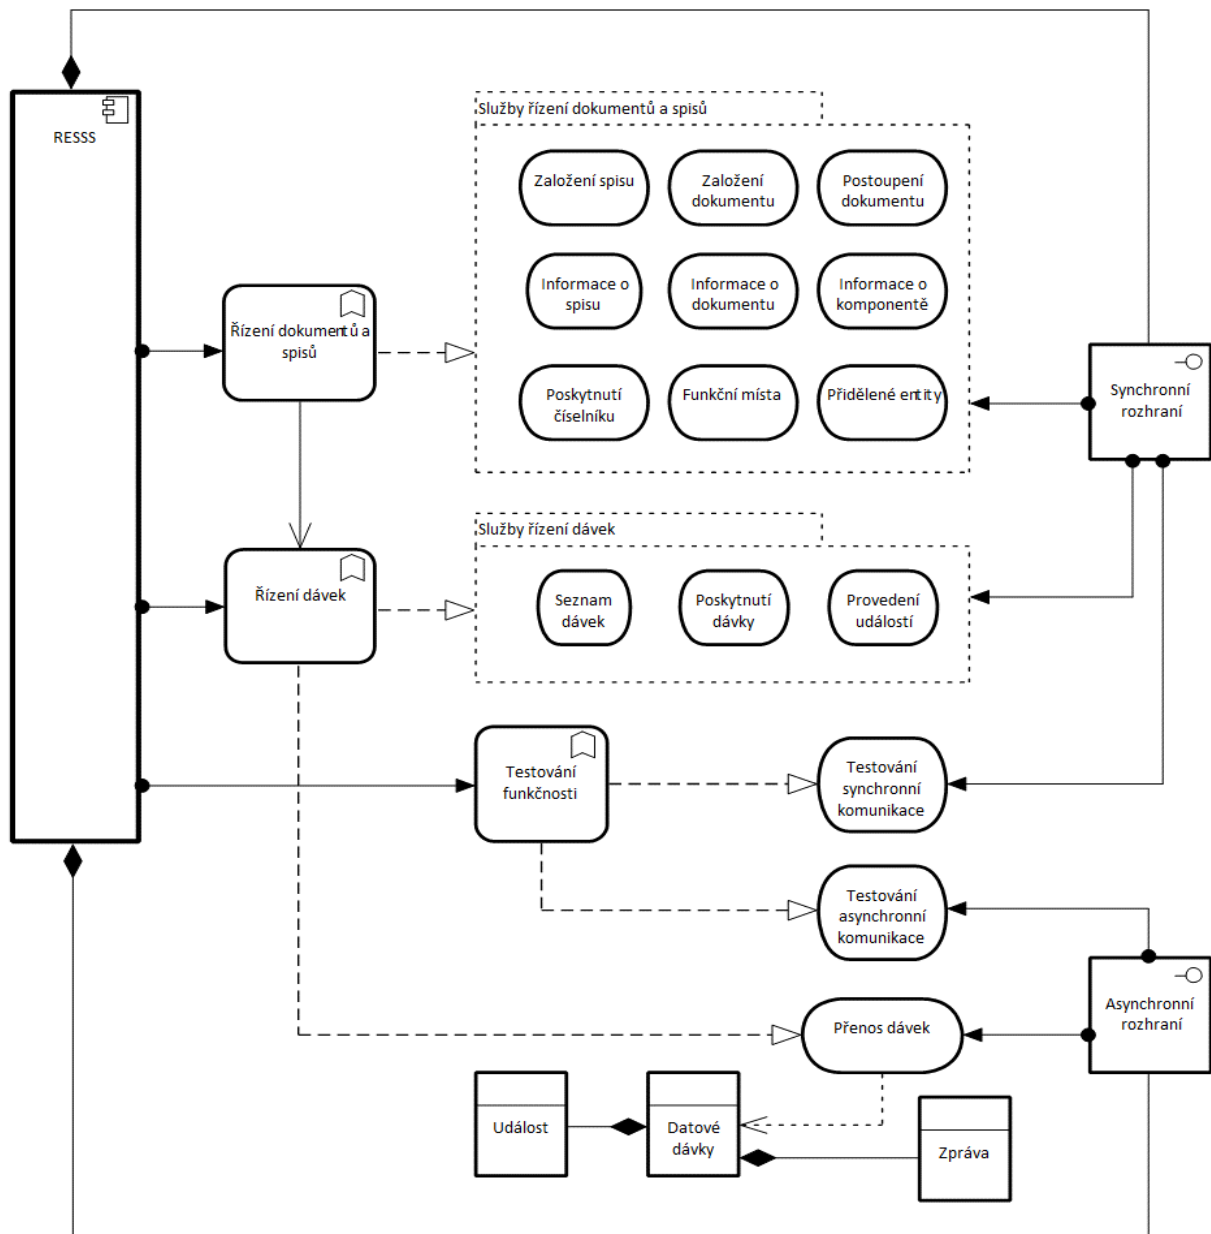 RESSS
Služby řízení dokumentů a spisů
Založení spisu
Založení
dokumentu
Postoupení
dokumentu
Informace o
spisu
Informace o
dokumentu
Informace o
komponentě
Řízení dokumentů a
spisů
Poskytnutí
číselníku
Funkční místa
Přidělené entity
Synchronní
rozhraní
Služby řízení dávek
Řízení dávek
Seznam
dávek
Poskytnutí
dávky
Provedení
událostí
Testování
funkčnosti
Testování
synchronní
komunikace
Testování
asynchronní
komunikace
Asynchronní
rozhraní
Přenos dávek
Událost
Datové
dávky
Zpráva